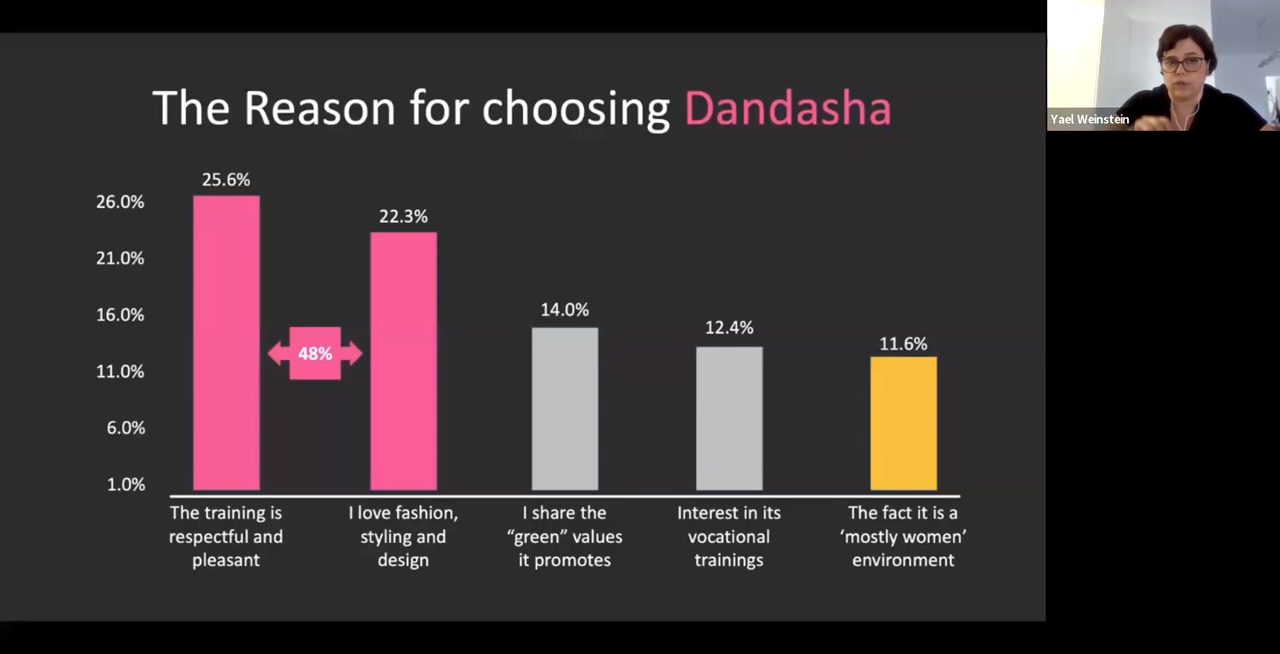 The Reason for choosing Dandasha
Yael Weinstein
26.0%
21.0%
16.0%
11.0%
6.0%
1.0%
25.6%
22.3%
14.0%
12.4%
11.6%
48%
The training is
respectful and
pleasant
I love fashion,
styling and
design
I share the
“green” values
it promotes
Interest in its
vocational
trainings
The fact it is a
‘mostly women’
environment